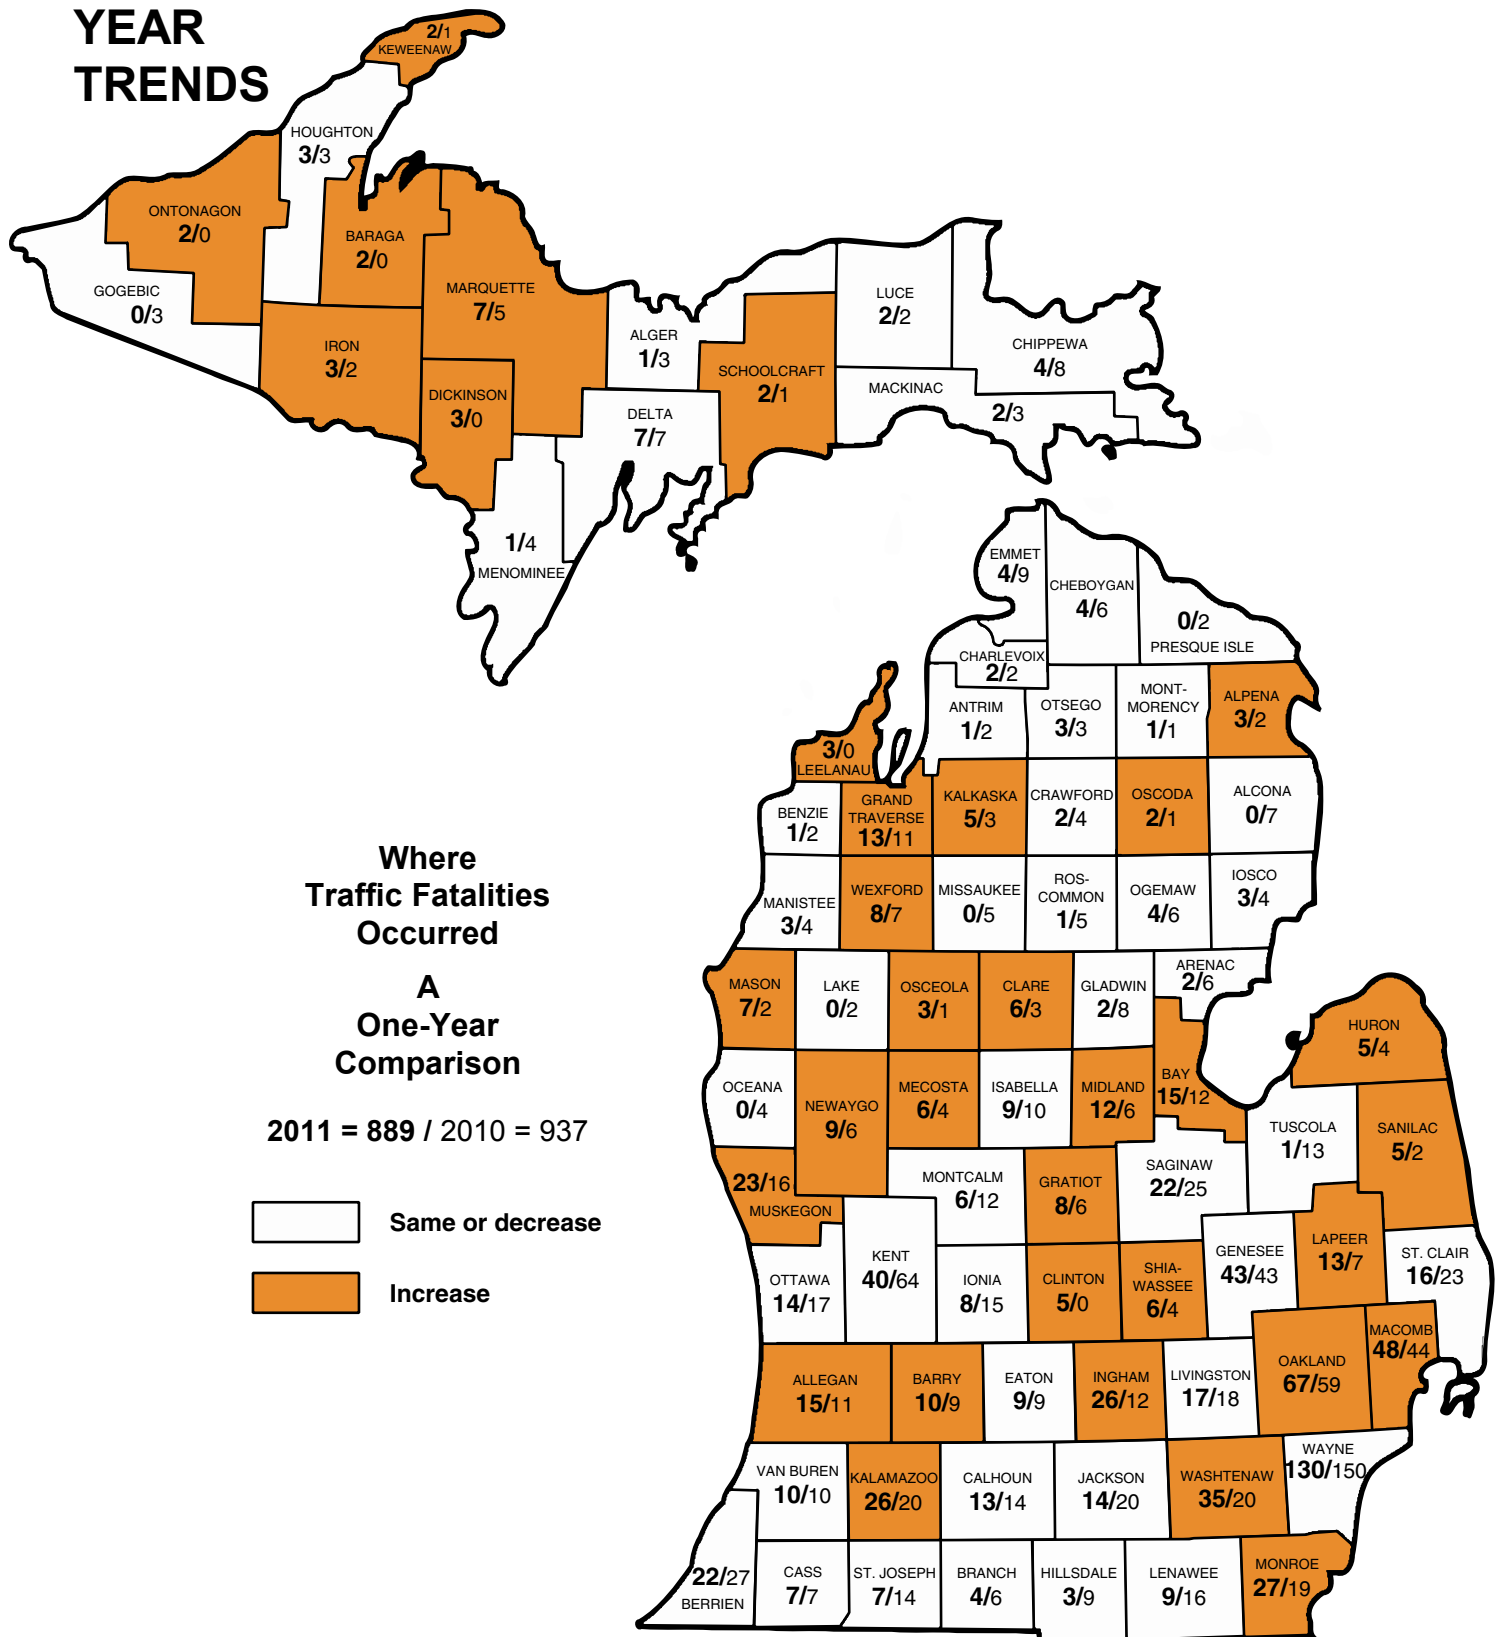 YEAR
TRENDS
2/1
KEWEENAW
HOUGHTON
3/3
ONTONAGON
2/0
BARAGA
2/0
GOGEBIC
0/3
MARQUETTE
7/5
IRON
3/2
DICKINSON
3/0
ALGER
1/3
SCHOOLCRAFT
2/1
LUCE
2/2
CHIPPEWA
4/8
MACKINAC
2/3
DELTA
7/7
1/4
MENOMINEE
EMMET
4/9
CHEBOYGAN
4/6
0/2
PRESQUE ISLE
CHARLEVOIX
2/2
ANTRIM
1/2
OTSEGO
3/3
MONT-
MORENCY
1/1
ALPENA
3/2
3/0
LEELANAU
BENZIE
1/2
GRAND
TRAVERSE
13/11
KALKASKA
5/3
CRAWFORD
2/4
OSCODA
2/1
ALCONA
0/7
MANISTEE
3/4
WEXFORD
8/7
MISSAUKEE
0/5
ROS-
COMMON
1/5
OGEMAW
4/6
IOSCO
3/4
Where
Traffic Fatalities
Occurred
A
One-Year
Comparison
2011 = 889 / 2010 = 937
Same or decrease
Increase
MASON
7/2
LAKE
0/2
OSCEOLA
3/1
CLARE
6/3
GLADWIN
2/8
ARENAC
2/6
HURON
5/4
OCEANA
0/4
NEWAYGO
9/6
MECOSTA
6/4
ISABELLA
9/10
MIDLAND
12/6
BAY
15/12
TUSCOLA
1/13
SANILAC
5/2
23/16
MUSKEGON
MONTCALM
6/12
GRATIOT
8/6
SAGINAW
22/25
OTTAWA
14/17
KENT
40/64
IONIA
8/15
CLINTON
5/0
SHIA-
WASSEE
6/4
GENESEE
43/43
LAPEER
13/7
ST. CLAIR
16/23
ALLEGAN
15/11
BARRY
10/9
EATON
9/9
INGHAM
26/12
LIVINGSTON
17/18
OAKLAND
67/59
MACOMB
48/44
VAN BUREN
10/10
KALAMAZOO
26/20
CALHOUN
13/14
JACKSON
14/20
WASHTENAW
35/20
WAYNE
130/150
22/27
BERRIEN
CASS
7/7
ST. JOSEPH
7/14
BRANCH
4/6
HILLSDALE
3/9
LENAWEE
9/16
MONROE
27/19